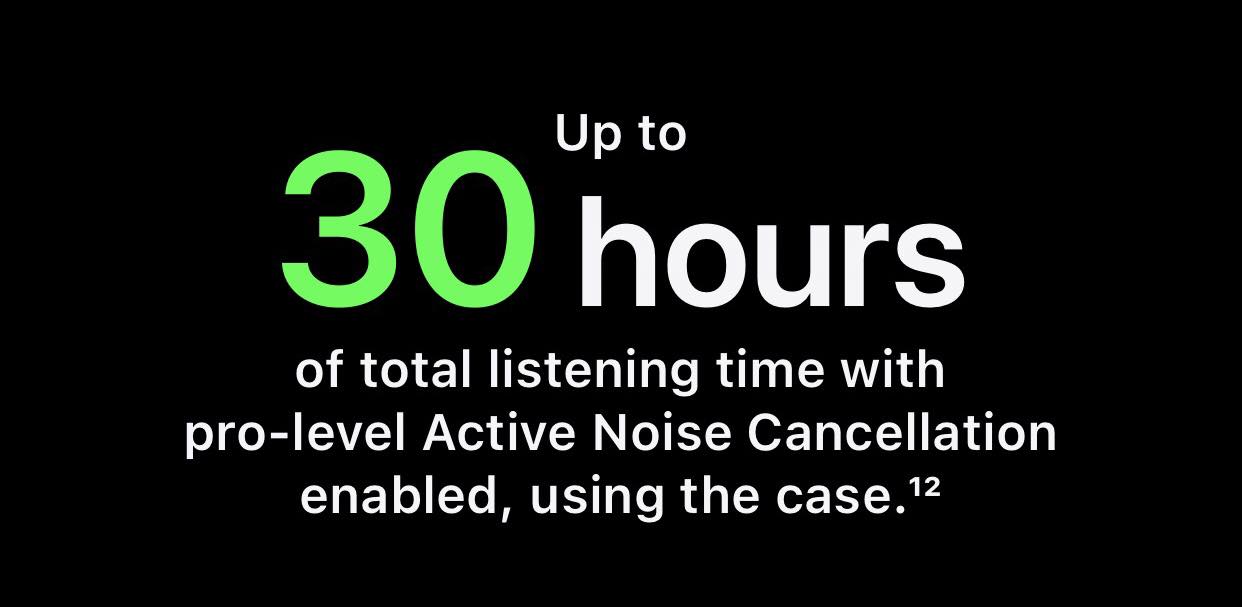 Up to
30 hours
of total listening time with
pro-level Active Noise Cancellation
enabled, using the case.¹²